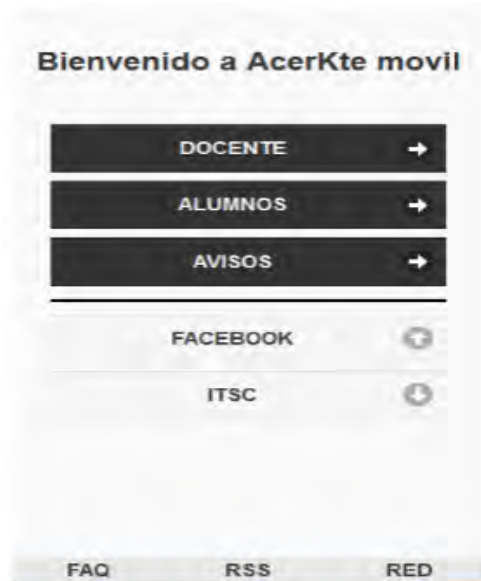 Bienvenido a AcerKte movil
DOCENTE
ALUMNOS
AVISOS
FACEBOOK
ITSC
FAQ RSS RED